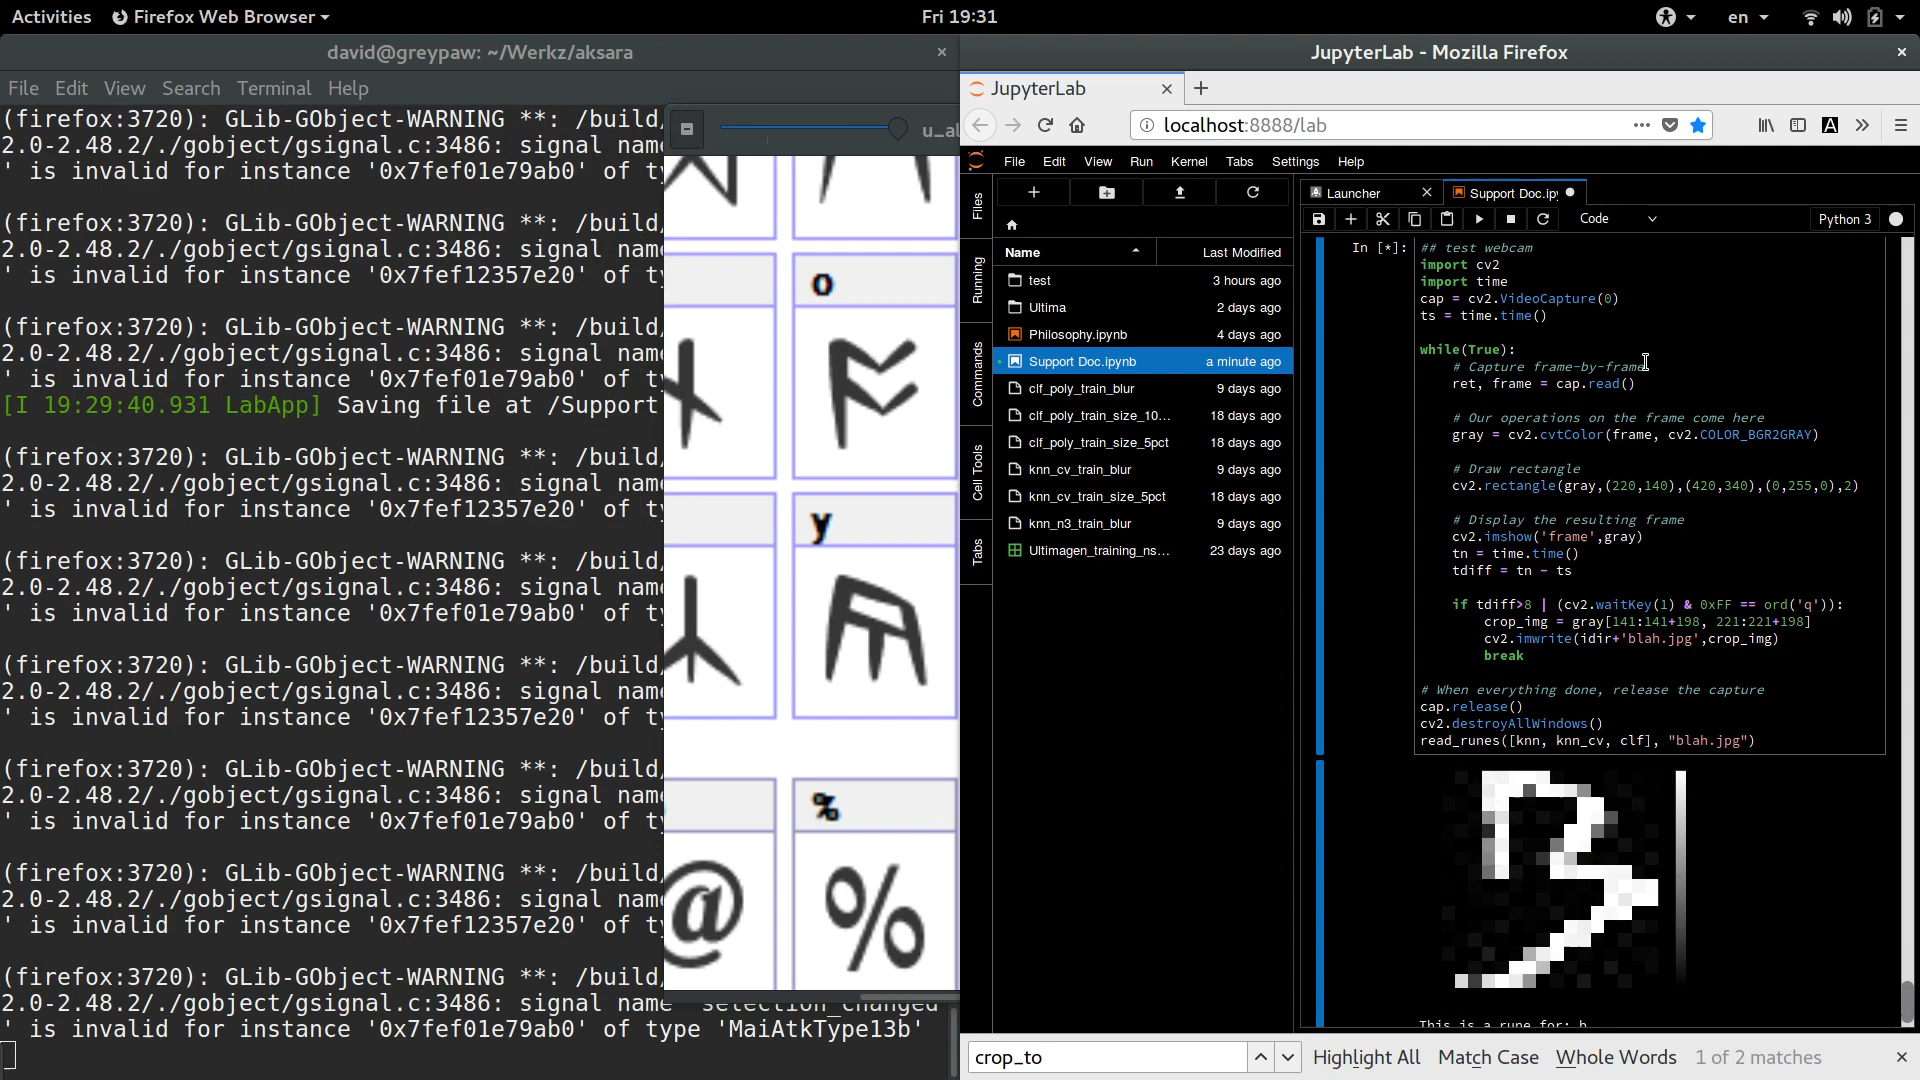 Activities Firefox Web Browser Fri 19:31 en
david@greypaw: ~/Werkz/aksara
File Edit View Search Terminal Help
(firefox:3720): GLib-GObject-WARNING **: /build/
2.0-2.48.2/./gobject/gsignal.c:3486: signal name
' is invalid for instance '0x7fef01e79ab0' of ty
(firefox:3720): GLib-GObject-WARNING **: /build/
2.0-2.48.2/./gobject/gsignal.c:3486: signal name
' is invalid for instance '0x7fef12357e20' of ty
(firefox:3720): GLib-GObject-WARNING **: /build/
2.0-2.48.2/./gobject/gsignal.c:3486: signal name
' is invalid for instance '0x7fef01e79ab0' of ty
[I 19:29:40.931 LabApp] Saving file at /Support
(firefox:3720): GLib-GObject-WARNING **: /build/
2.0-2.48.2/./gobject/gsignal.c:3486: signal name
' is invalid for instance '0x7fef12357e20' of ty
(firefox:3720): GLib-GObject-WARNING **: /build/
2.0-2.48.2/./gobject/gsignal.c:3486: signal name
' is invalid for instance '0x7fef01e79ab0' of ty
(firefox:3720): GLib-GObject-WARNING **: /build/
2.0-2.48.2/./gobject/gsignal.c:3486: signal name
' is invalid for instance '0x7fef12357e20' of ty
(firefox:3720): GLib-GObject-WARNING **: /build/
2.0-2.48.2/./gobject/gsignal.c:3486: signal name
' is invalid for instance '0x7fef01e79ab0' of ty
(firefox:3720): GLib-GObject-WARNING **: /build/
2.0-2.48.2/./gobject/gsignal.c:3486: signal name
' is invalid for instance '0x7fef12357e20' of ty
(firefox:3720): GLib-GObject-WARNING **: /build/
2.0-2.48.2/./gobject/gsignal.c:3486: signal name selection_changed
' is invalid for instance '0x7fef01e79ab0' of type 'MaiAtkType13b'
u_al
o
y
%
@ %
JupyterLab - Mozilla Firefox
JupyterLab
localhost:8888/lab
File Edit View Run Kernel Tabs Settings Help
Files
Running
Commands
Cell Tools
Tabs
Name Last Modified
test 3 hours ago
Ultima 2 days ago
Philosophy.ipynb 4 days ago
Support Doc.ipynb a minute ago
clf_poly_train_blur 9 days ago
clf_poly_train_size_10... 18 days ago
clf_poly_train_size_5pct 18 days ago
knn_cv_train_blur 9 days ago
knn_cv_train_size_5pct 18 days ago
knn_n3_train_blur 9 days ago
Ultimagen_training_ns... 23 days ago
Launcher Support Doc.ipy
Code Python 3
In [*]: ## test webcam
import cv2
import time
cap = cv2.VideoCapture(0)
ts = time.time()
while(True):
# Capture frame-by-frame
ret, frame = cap.read()
# Our operations on the frame come here
gray = cv2.cvtColor(frame, cv2.COLOR_BGR2GRAY)
# Draw rectangle
cv2.rectangle(gray,(220,140),(420,340),(0,255,0),2)
# Display the resulting frame
cv2.imshow('frame',gray)
tn = time.time()
tdiff = tn - ts
if tdiff>8 | (cv2.waitKey(1) & 0xFF == ord('q')):
crop_img = gray[141:141+198, 221:221+198]
cv2.imwrite(idir+'blah.jpg',crop_img)
break
# When everything done, release the capture
cap.release()
cv2.destroyAllWindows()
read_runes([knn, knn_cv, clf], "blah.jpg")
This is a rune for: b
crop_to Highlight All Match Case Whole Words 1 of 2 matches